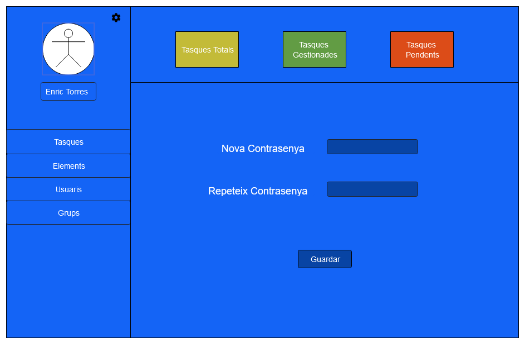 Enric Torres
Tasques
Elements
Usuaris
Grups
Tasques Totals
Tasques
Gestionades
Tasques
Pendents
Nova Contrasenya
Repeteix Contrasenya
Guardar